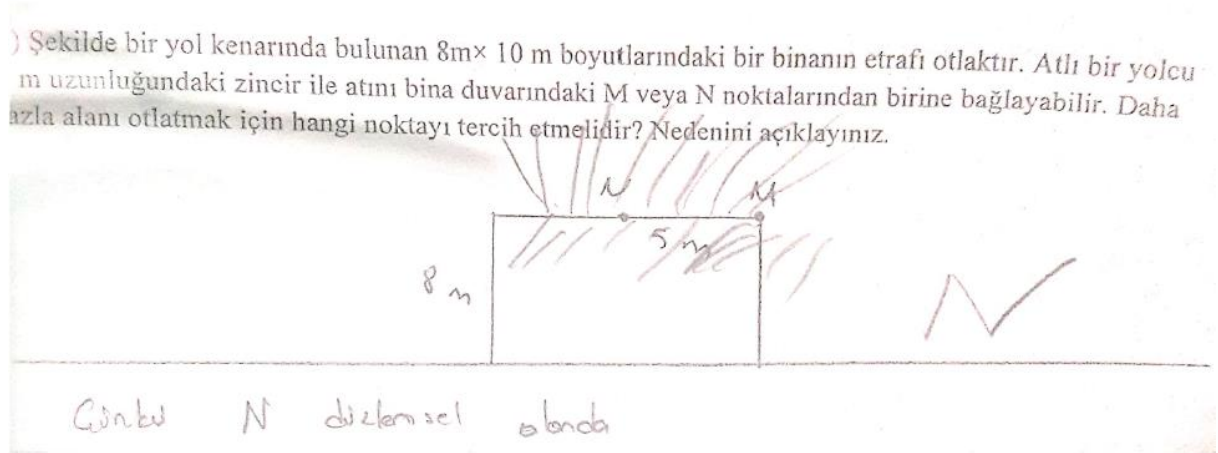 ) Şekilde bir yol kenarında bulunan 8m× 10 m boyutlarındaki bir binanın etrafı otlaktır. Atlı bir yolcu
m uzunluğundaki zincir ile atını bina duvarındaki M veya N noktalarından birine bağlayabilir. Daha
azla alanı otlatmak için hangi noktayı tercih etmelidir? Nedenini açıklayınız.
N M
5 m
8 m
N
Çünkü N düzlemsel alanda